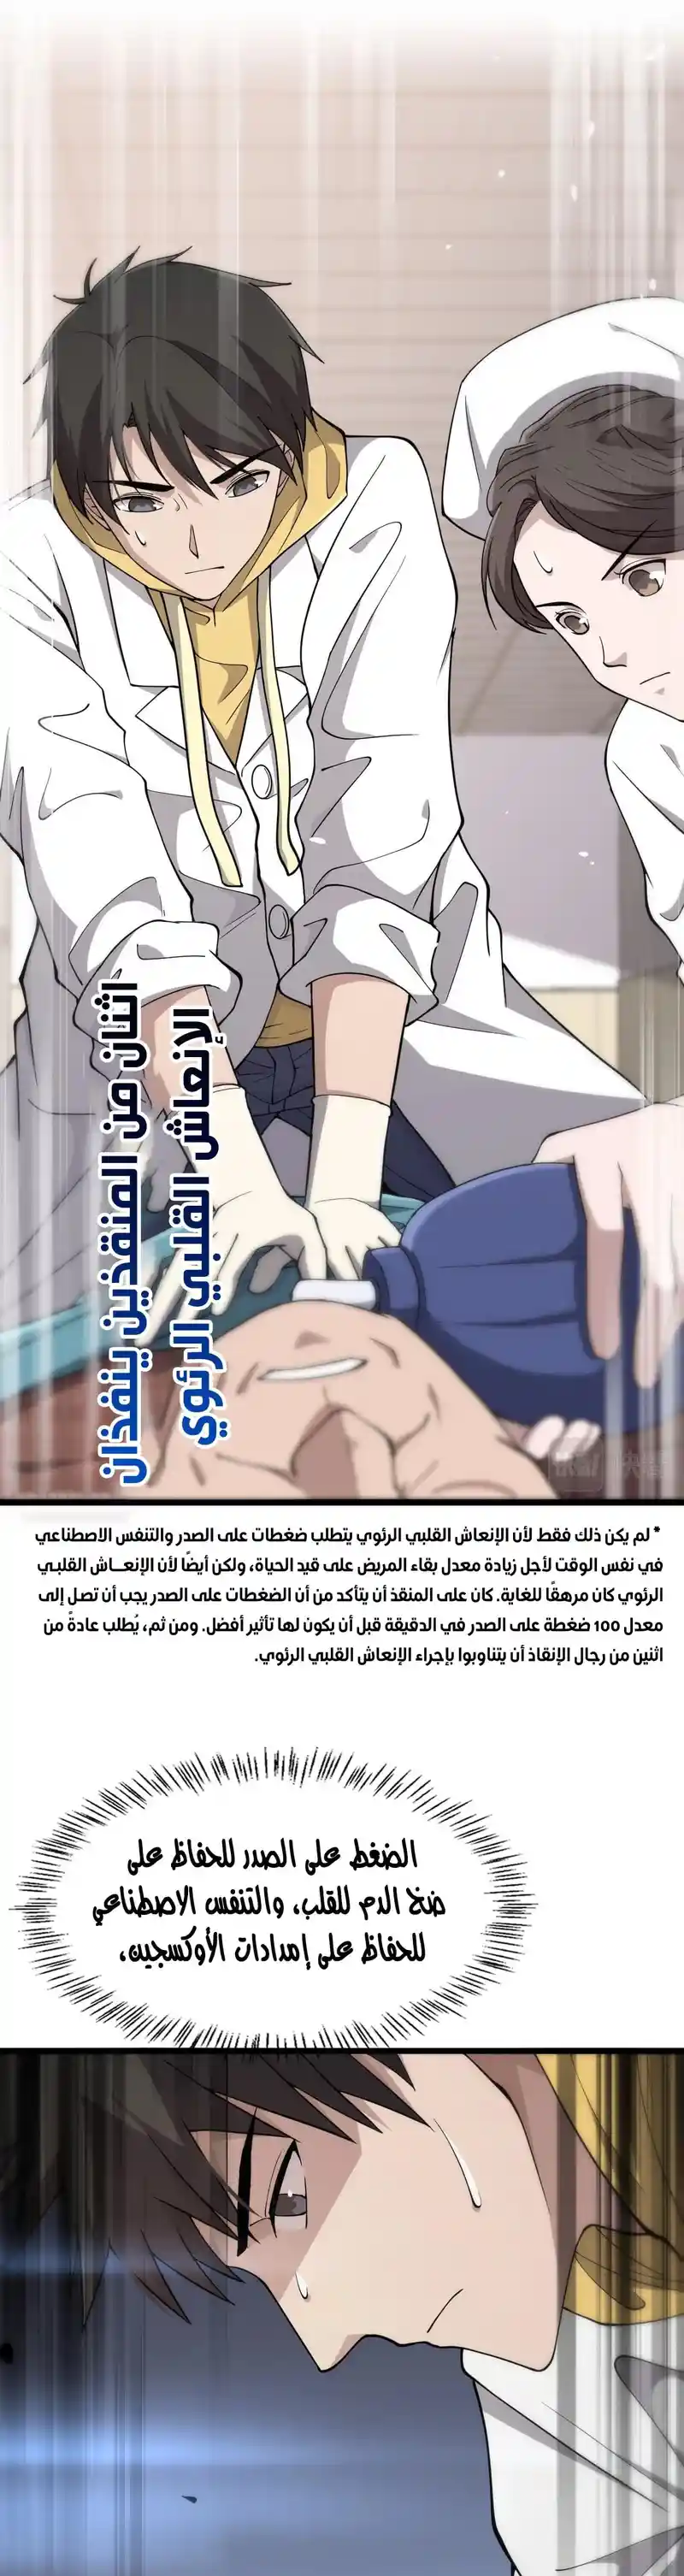 اثنان من المنقذين ينفذان
الإنعاش القلبي الرئوي
* لم يكن ذلك فقط لأن الإنعاش القلبي الرئوي يتطلب ضغطات على الصدر والتنفس الاصطناعي
في نفس الوقت لأجل زيادة معدل بقاء المريض على قيد الحياة، ولكن أيضًا لأن الإنعـــاش القلبـي
الرئوي كان مرهقًا للغاية. كان على المنقذ أن يتأكد من أن الضغطات على الصدر يجب أن تصل إلى
معدل 100 ضغطة على الصدر في الدقيقة قبل أن يكون لها تأثير أفضل. ومن ثم، يُطلب عادةً من
اثنين من رجال الإنقاذ أن يتناوبوا بإجراء الإنعاش القلبي الرئوي.
الضغط على الصدر للحفاظ على
ضخ الدم للقلب، والتنفس الاصطناعي
للحفاظ على إمدادات الأوكسجين،